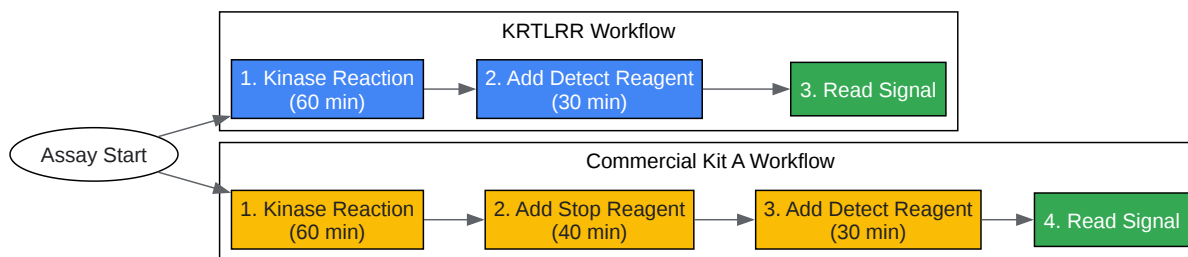 KRTLRR Workflow
1. Kinase Reaction
(60 min)
2. Add Detect Reagent
(30 min)
3. Read Signal
Assay Start
Commercial Kit A Workflow
1. Kinase Reaction
(60 min)
2. Add Stop Reagent
(40 min)
3. Add Detect Reagent
(30 min)
4. Read Signal